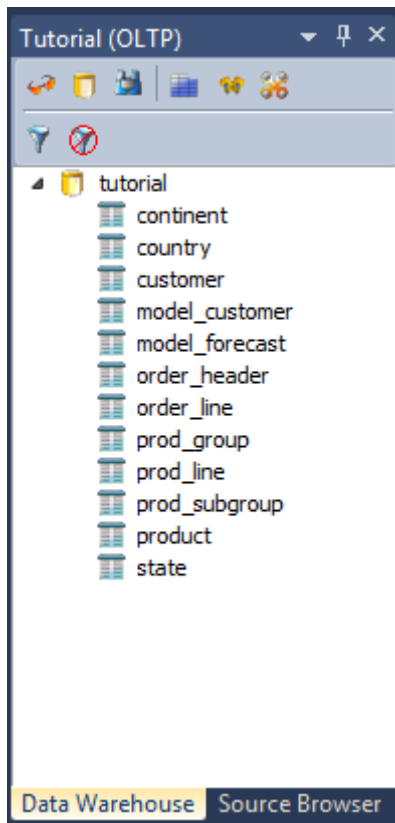 Tutorial (OLTP)
tutorial
continent
country
customer
model_customer
model_forecast
order_header
order_line
prod_group
prod_line
prod_subgroup
product
state
Data Warehouse Source Browser